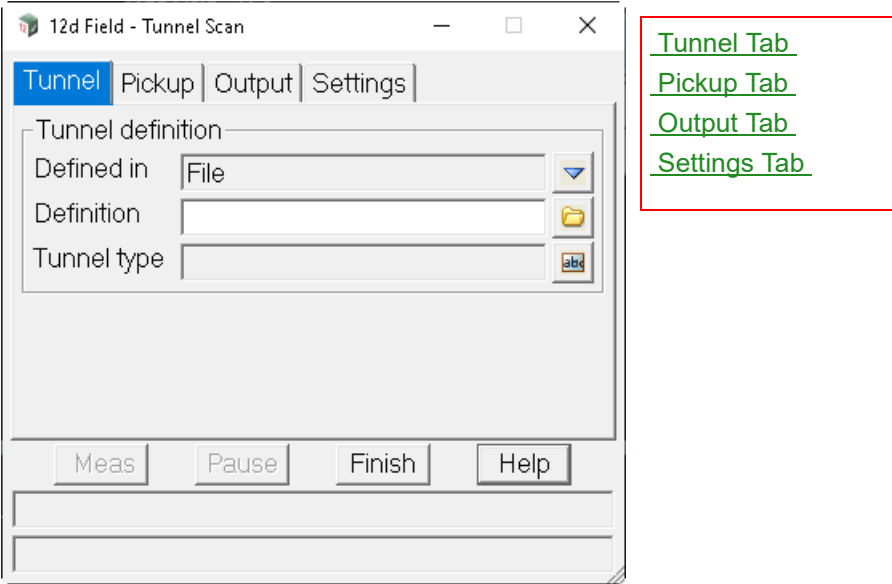 12d Field - Tunnel Scan
Tunnel Pickup Output Settings
Tunnel definition
Defined in File
Definition
Tunnel type abc
Meas Pause Finish Help
Tunnel Tab
Pickup Tab
Output Tab
Settings Tab